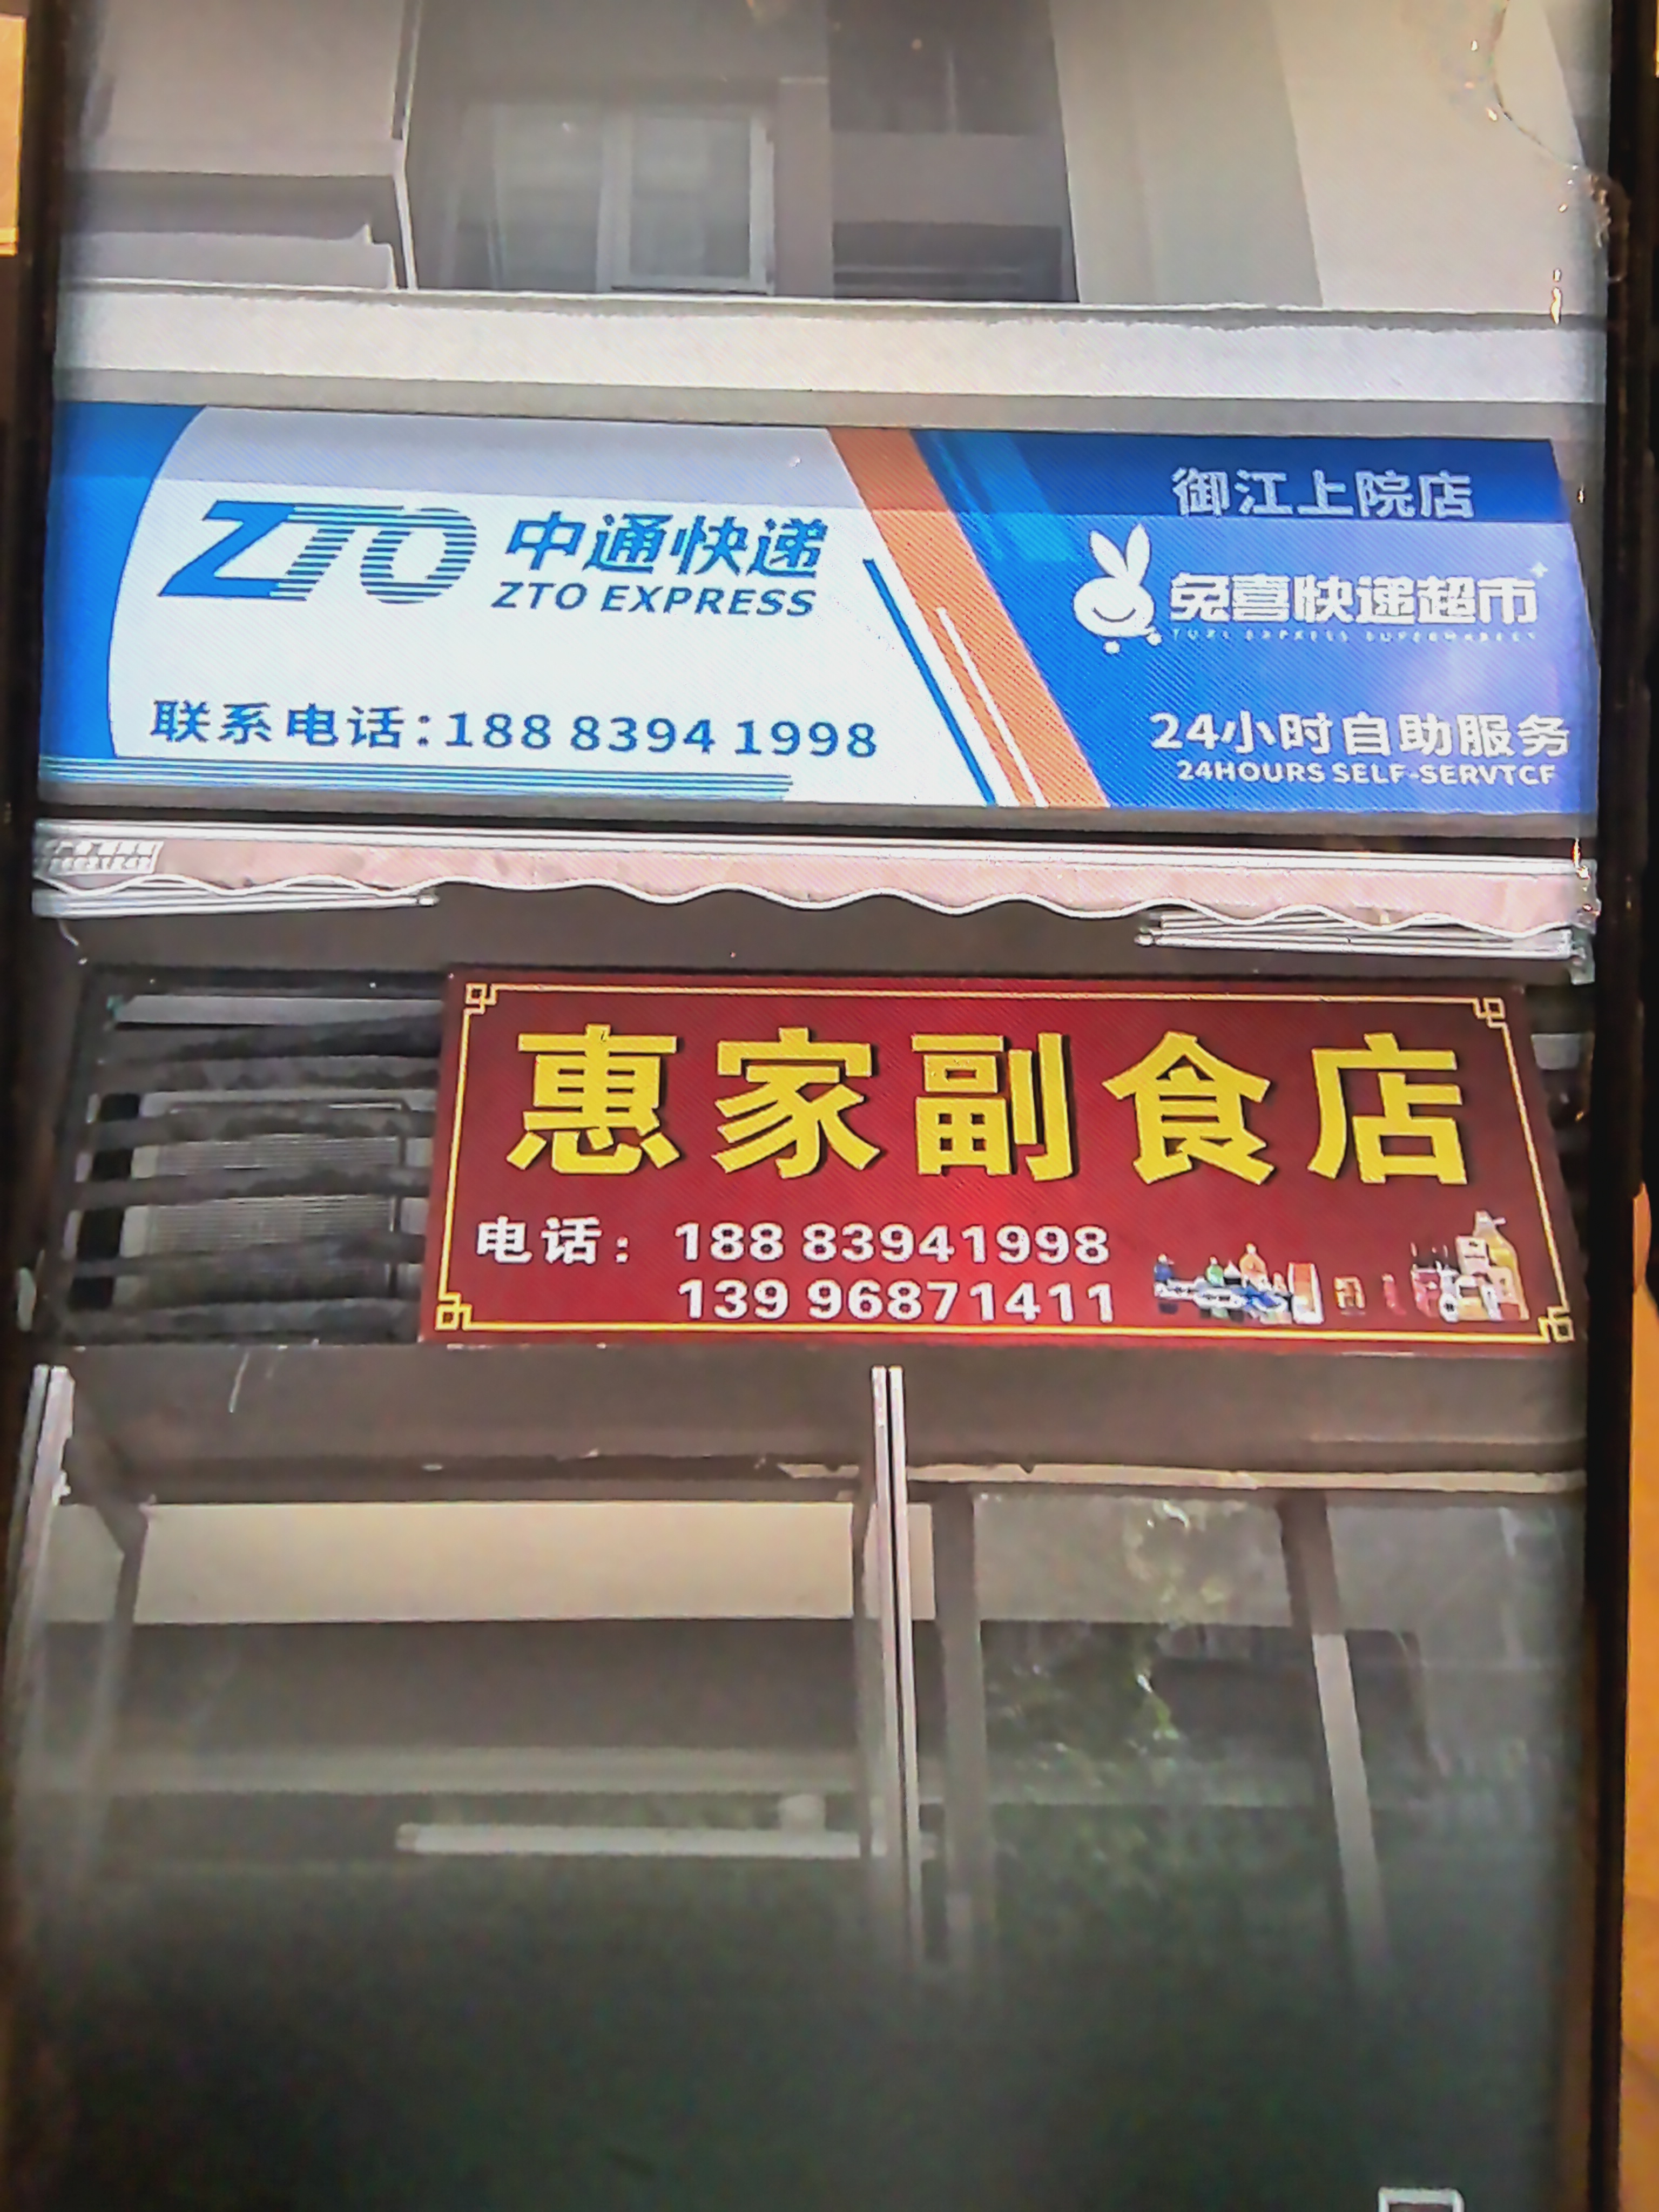 御江上院店
ZTO 中通快递
ZTO EXPRESS
兔喜快递超市
联系电话:188 8394 1998
24小时自助服务
24HOURS SELF-SERVTCF
惠家副食店
电话: 188 83941998
139 96871411